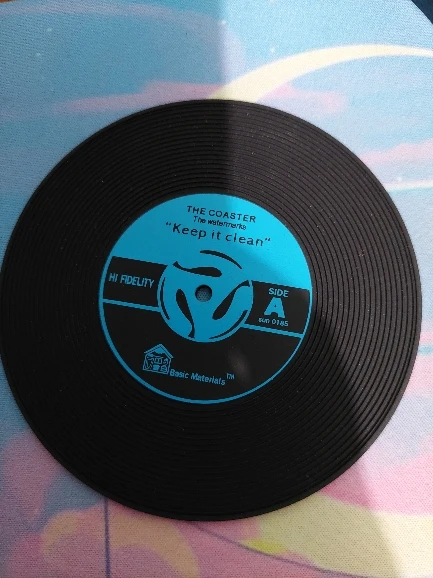 THE COASTER
The watermarks
"Keep it clean"
HI FIDELITY
SIDE
A
sun 0185
Basic Materials™